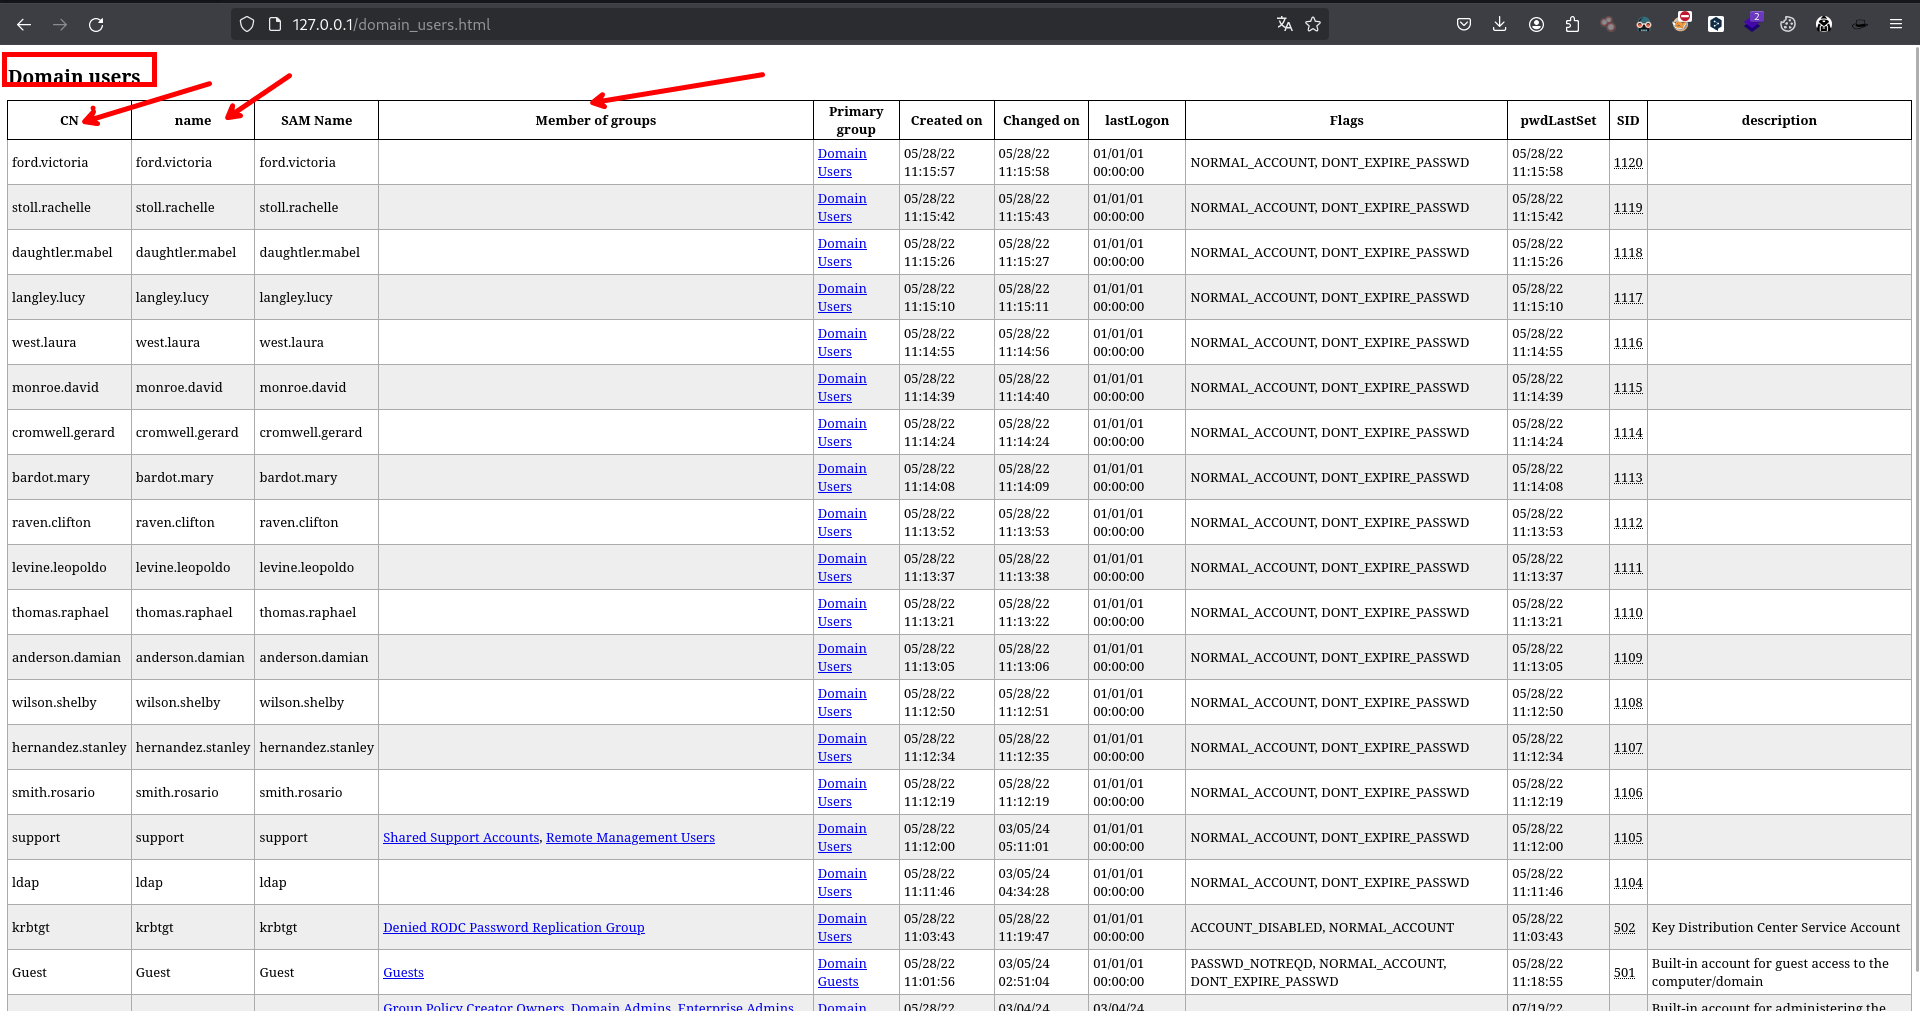 127.0.0.1/domain_users.html
2
Domain users
CN name SAM Name Member of groups Primary group Created on Changed on lastLogon Flags pwdLastSet SID description
ford.victoria ford.victoria ford.victoria Domain Users 05/28/22 11:15:57 05/28/22 11:15:58 01/01/01 00:00:00 NORMAL_ACCOUNT, DONT_EXPIRE_PASSWD 05/28/22 11:15:58 1120
stoll.rachelle stoll.rachelle stoll.rachelle Domain Users 05/28/22 11:15:42 05/28/22 11:15:43 01/01/01 00:00:00 NORMAL_ACCOUNT, DONT_EXPIRE_PASSWD 05/28/22 11:15:42 1119
daughtler.mabel daughtler.mabel daughtler.mabel Domain Users 05/28/22 11:15:26 05/28/22 11:15:27 01/01/01 00:00:00 NORMAL_ACCOUNT, DONT_EXPIRE_PASSWD 05/28/22 11:15:26 1118
langley.lucy langley.lucy langley.lucy Domain Users 05/28/22 11:15:10 05/28/22 11:15:11 01/01/01 00:00:00 NORMAL_ACCOUNT, DONT_EXPIRE_PASSWD 05/28/22 11:15:10 1117
west.laura west.laura west.laura Domain Users 05/28/22 11:14:55 05/28/22 11:14:56 01/01/01 00:00:00 NORMAL_ACCOUNT, DONT_EXPIRE_PASSWD 05/28/22 11:14:55 1116
monroe.david monroe.david monroe.david Domain Users 05/28/22 11:14:39 05/28/22 11:14:40 01/01/01 00:00:00 NORMAL_ACCOUNT, DONT_EXPIRE_PASSWD 05/28/22 11:14:39 1115
cromwell.gerard cromwell.gerard cromwell.gerard Domain Users 05/28/22 11:14:24 05/28/22 11:14:24 01/01/01 00:00:00 NORMAL_ACCOUNT, DONT_EXPIRE_PASSWD 05/28/22 11:14:24 1114
bardot.mary bardot.mary bardot.mary Domain Users 05/28/22 11:14:08 05/28/22 11:14:09 01/01/01 00:00:00 NORMAL_ACCOUNT, DONT_EXPIRE_PASSWD 05/28/22 11:14:08 1113
raven.clifton raven.clifton raven.clifton Domain Users 05/28/22 11:13:52 05/28/22 11:13:53 01/01/01 00:00:00 NORMAL_ACCOUNT, DONT_EXPIRE_PASSWD 05/28/22 11:13:53 1112
levine.leopoldo levine.leopoldo levine.leopoldo Domain Users 05/28/22 11:13:37 05/28/22 11:13:38 01/01/01 00:00:00 NORMAL_ACCOUNT, DONT_EXPIRE_PASSWD 05/28/22 11:13:37 1111
thomas.raphael thomas.raphael thomas.raphael Domain Users 05/28/22 11:13:21 05/28/22 11:13:22 01/01/01 00:00:00 NORMAL_ACCOUNT, DONT_EXPIRE_PASSWD 05/28/22 11:13:21 1110
anderson.damian anderson.damian anderson.damian Domain Users 05/28/22 11:13:05 05/28/22 11:13:06 01/01/01 00:00:00 NORMAL_ACCOUNT, DONT_EXPIRE_PASSWD 05/28/22 11:13:05 1109
wilson.shelby wilson.shelby wilson.shelby Domain Users 05/28/22 11:12:50 05/28/22 11:12:51 01/01/01 00:00:00 NORMAL_ACCOUNT, DONT_EXPIRE_PASSWD 05/28/22 11:12:50 1108
hernandez.stanley hernandez.stanley hernandez.stanley Domain Users 05/28/22 11:12:34 05/28/22 11:12:35 01/01/01 00:00:00 NORMAL_ACCOUNT, DONT_EXPIRE_PASSWD 05/28/22 11:12:34 1107
smith.rosario smith.rosario smith.rosario Domain Users 05/28/22 11:12:19 05/28/22 11:12:19 01/01/01 00:00:00 NORMAL_ACCOUNT, DONT_EXPIRE_PASSWD 05/28/22 11:12:19 1106
support support support Shared Support Accounts, Remote Management Users Domain Users 05/28/22 11:12:00 03/05/24 05:11:01 01/01/01 00:00:00 NORMAL_ACCOUNT, DONT_EXPIRE_PASSWD 05/28/22 11:12:00 1105
ldap ldap ldap Domain Users 05/28/22 11:11:46 03/05/24 04:34:28 01/01/01 00:00:00 NORMAL_ACCOUNT, DONT_EXPIRE_PASSWD 05/28/22 11:11:46 1104
krbtgt krbtgt krbtgt Denied RODC Password Replication Group Domain Users 05/28/22 11:03:43 05/28/22 11:19:47 01/01/01 00:00:00 ACCOUNT_DISABLED, NORMAL_ACCOUNT 05/28/22 11:03:43 502 Key Distribution Center Service Account
Guest Guest Guest Guests Domain Guests 05/28/22 11:01:56 03/05/24 02:51:04 01/01/01 00:00:00 PASSWD_NOTREQD, NORMAL_ACCOUNT, DONT_EXPIRE_PASSWD 05/28/22 11:18:55 501 Built-in account for guest access to the computer/domain
Group Policy Creator Owners, Domain Admins, Enterprise Admins, Domain 05/28/22 03/04/24 03/04/24 07/19/22 Built-in account for administering the